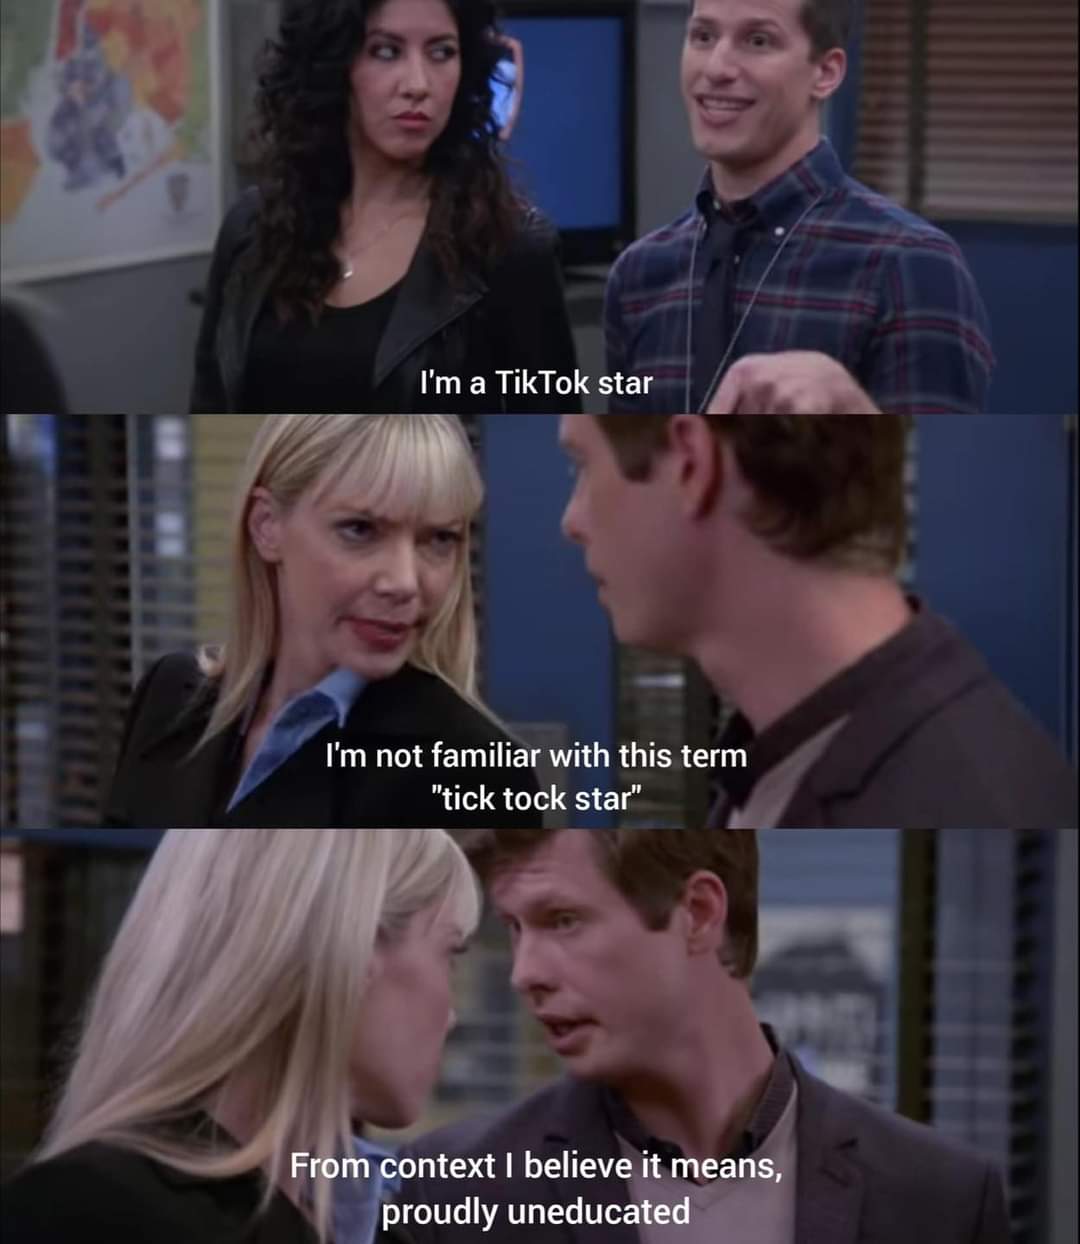 I'm a TikTok star
I'm not familiar with this term
"tick tock star"
From context I believe it means,
proudly uneducated